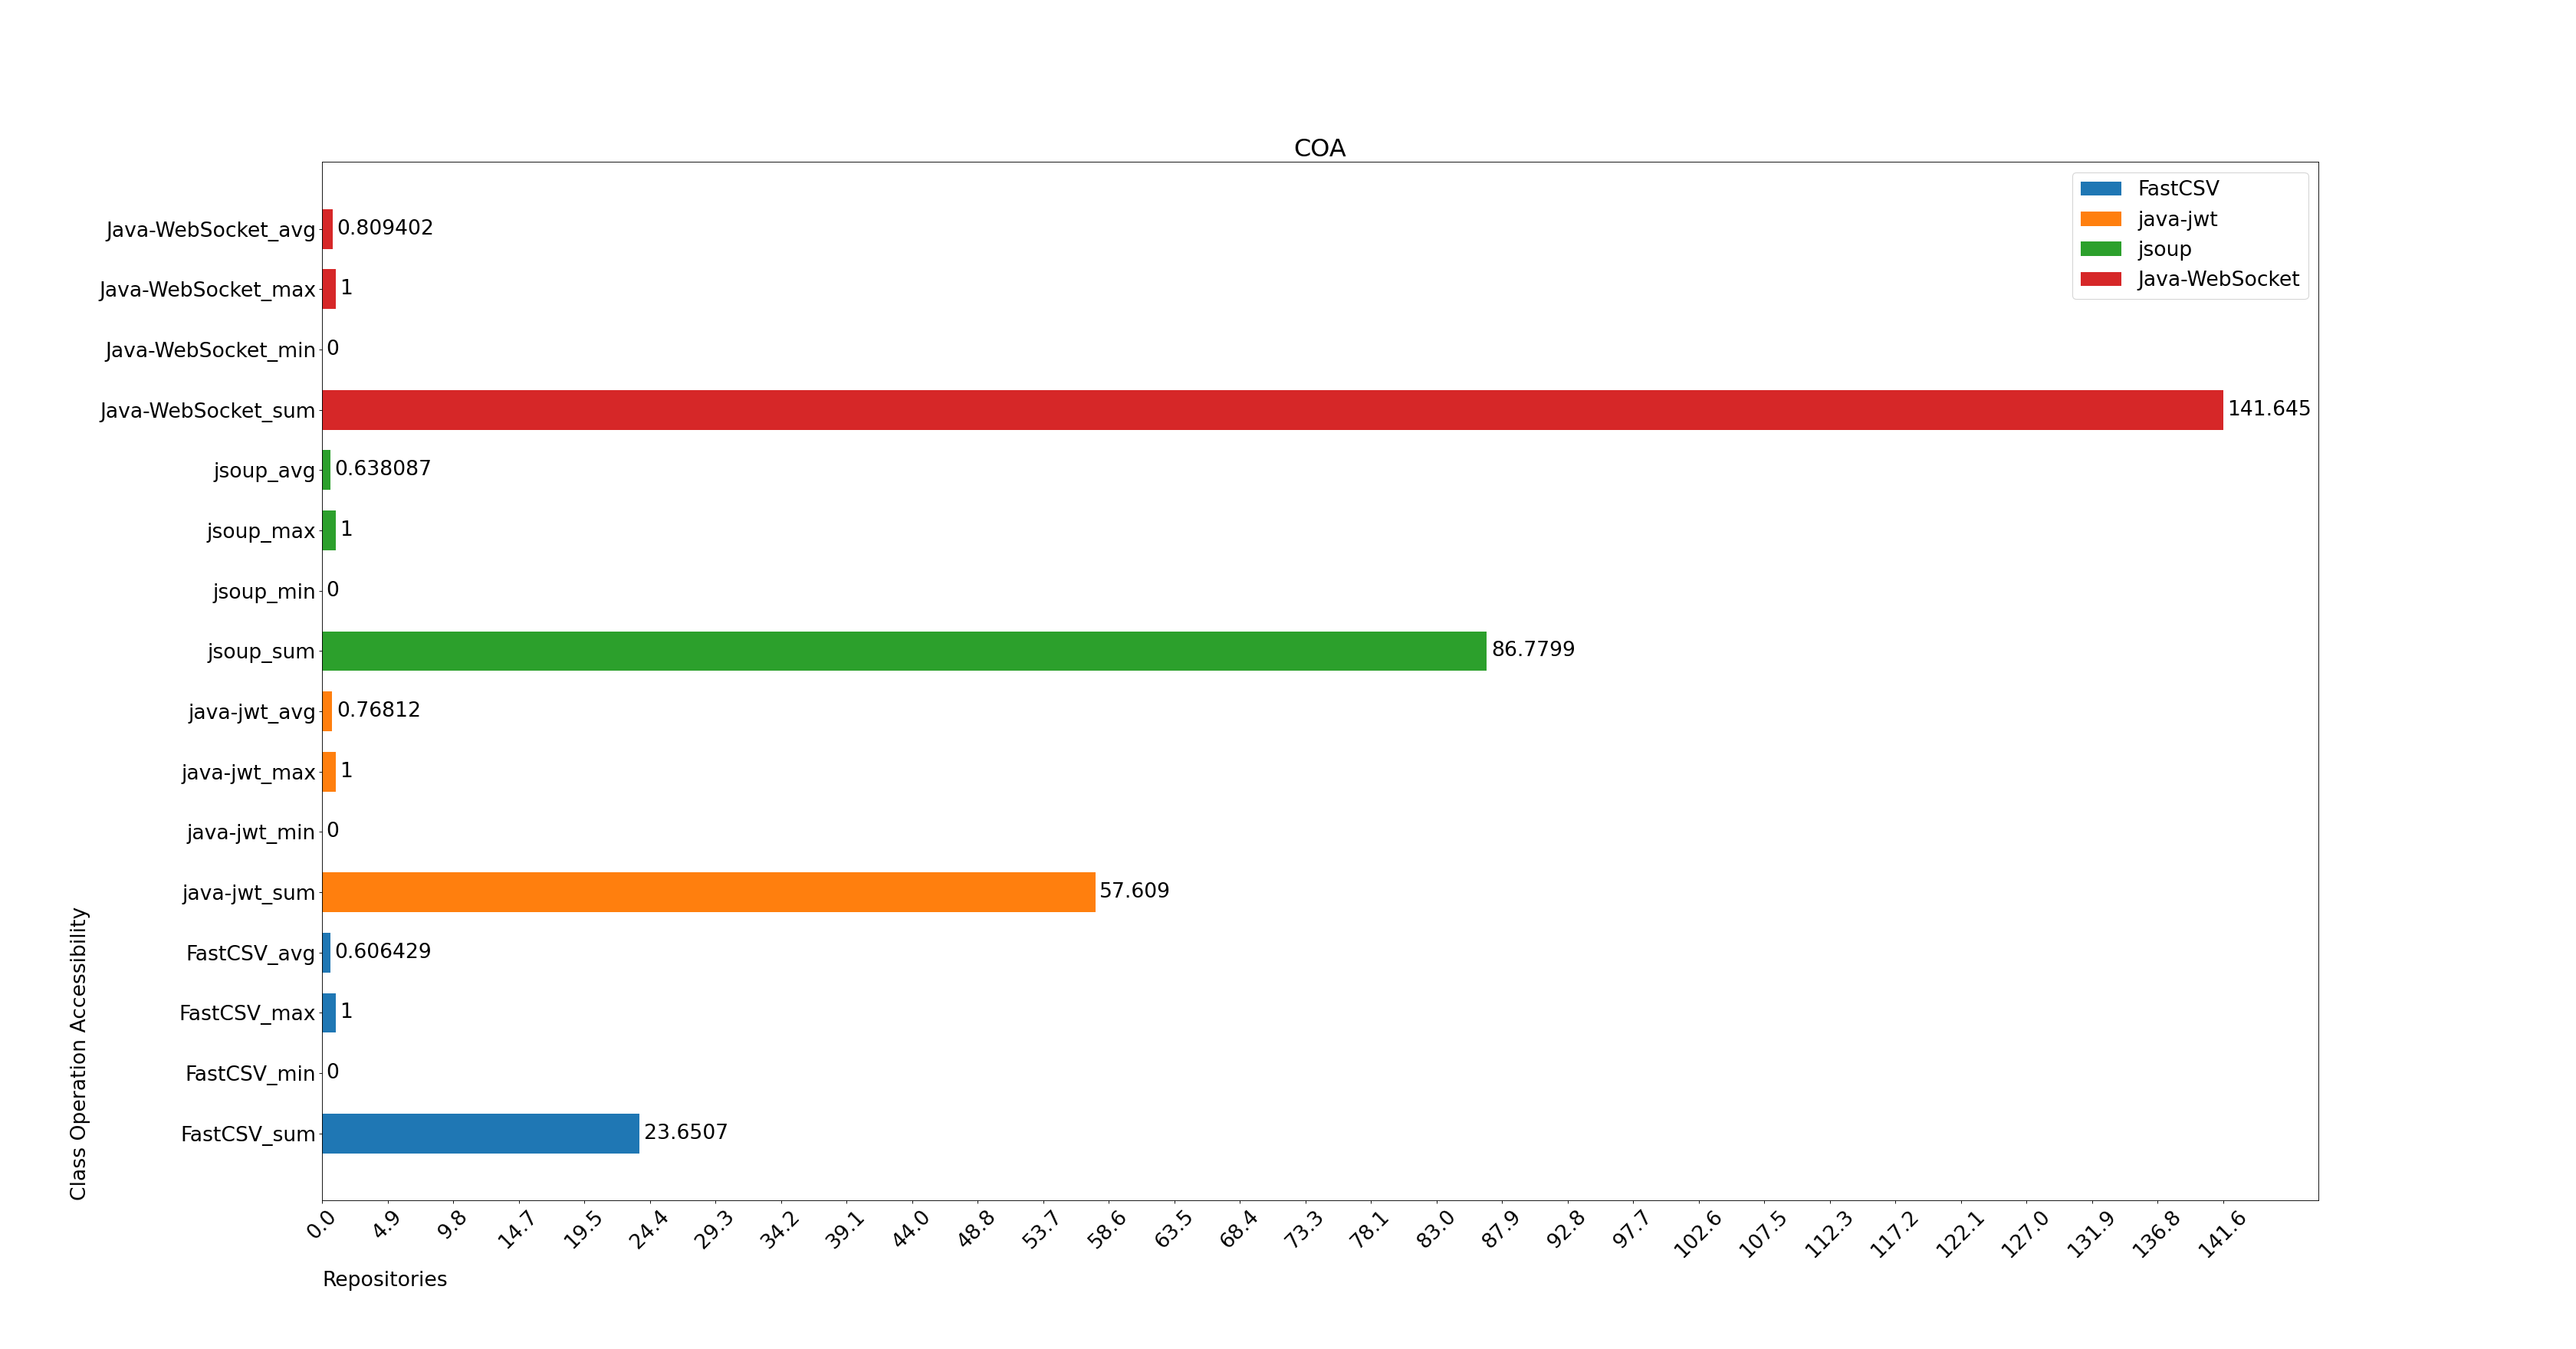 COA
FastCSV
java-jwt
jsoup
Java-WebSocket
Java-WebSocket_avg 0.809402
Java-WebSocket_max 1
Java-WebSocket_min 0
Java-WebSocket_sum 141.645
jsoup_avg 0.638087
jsoup_max 1
jsoup_min 0
jsoup_sum 86.7799
java-jwt_avg 0.76812
java-jwt_max 1
java-jwt_min 0
java-jwt_sum 57.609
FastCSV_avg 0.606429
FastCSV_max 1
FastCSV_min 0
FastCSV_sum 23.6507
Class Operation Accessibility
0.0 4.9 9.8 14.7 19.5 24.4 29.3 34.2 39.1 44.0 48.8 53.7 58.6 63.5 68.4 73.3 78.1 83.0 87.9 92.8 97.7 102.6 107.5 112.3 117.2 122.1 127.0 131.9 136.8 141.6
Repositories